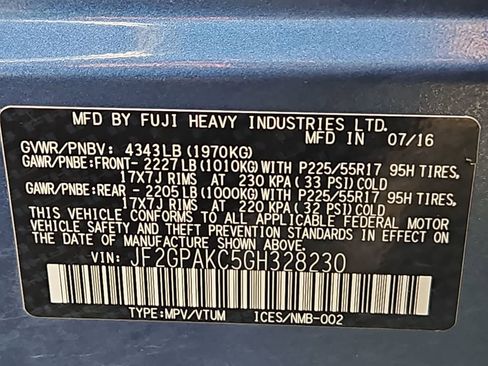 MFD BY FUJI HEAVY INDUSTRIES LTD. 07/16
GVWR/PNBV: 4343LB(1970KG)
GAWR/PNBE:FRONT- 2227LB(1010KG)WITH P225/55R17 95H TIRES,
17X7J RIMS AT 230 KPA(33 PSI)COLD
GAWR/PNBE:REAR - 2205LB(1000KG)WITH P225/55R17 95H TIRES,
17X7J RIMS AT 220 KPA(32 PSI)COLD
THIS VEHICLE CONFORMS TO ALL APPLICABLE FEDERAL MOTOR
VEHICLE SAFETY AND THEFT PREVENTION STANDARDS IN EFFECT
ON THE DATE OF MANUFACTURE SHOWN ABOVE.
VIN: JF2GPAKC5GH328230
TYPE:MPV/VTUM ICES/NMB-002